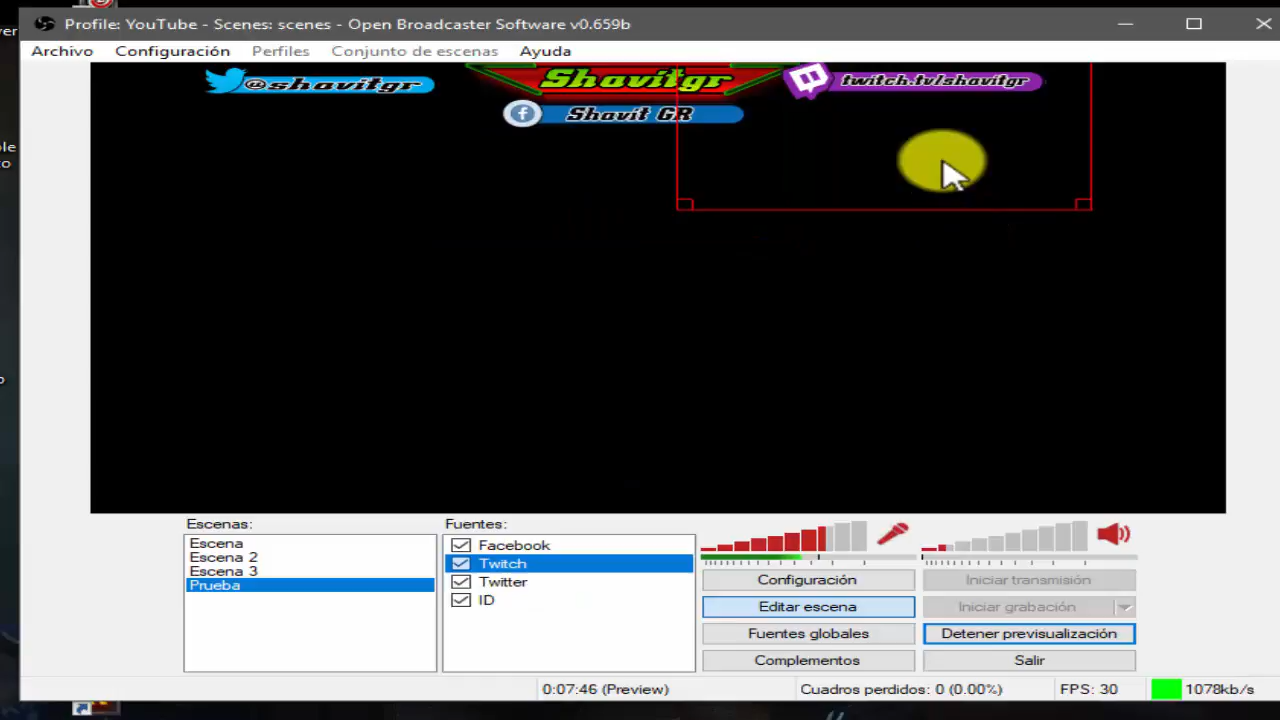 Profile: YouTube - Scenes: scenes - Open Broadcaster Software v0.659b
Archivo Configuración Perfiles Conjunto de escenas Ayuda
@shavitgr Shavitgr twitch.tv/shavitgr
Shavit GR
Escenas: Fuentes:
Escena
Escena 2
Escena 3
Prueba
Facebook
Twitch
Twitter
ID
Configuración Iniciar transmisión
Editar escena Iniciar grabación
Fuentes globales Detener previsualización
Complementos Salir
0:07:46 (Preview) Cuadros perdidos: 0 (0.00%) FPS: 30 1078kb/s